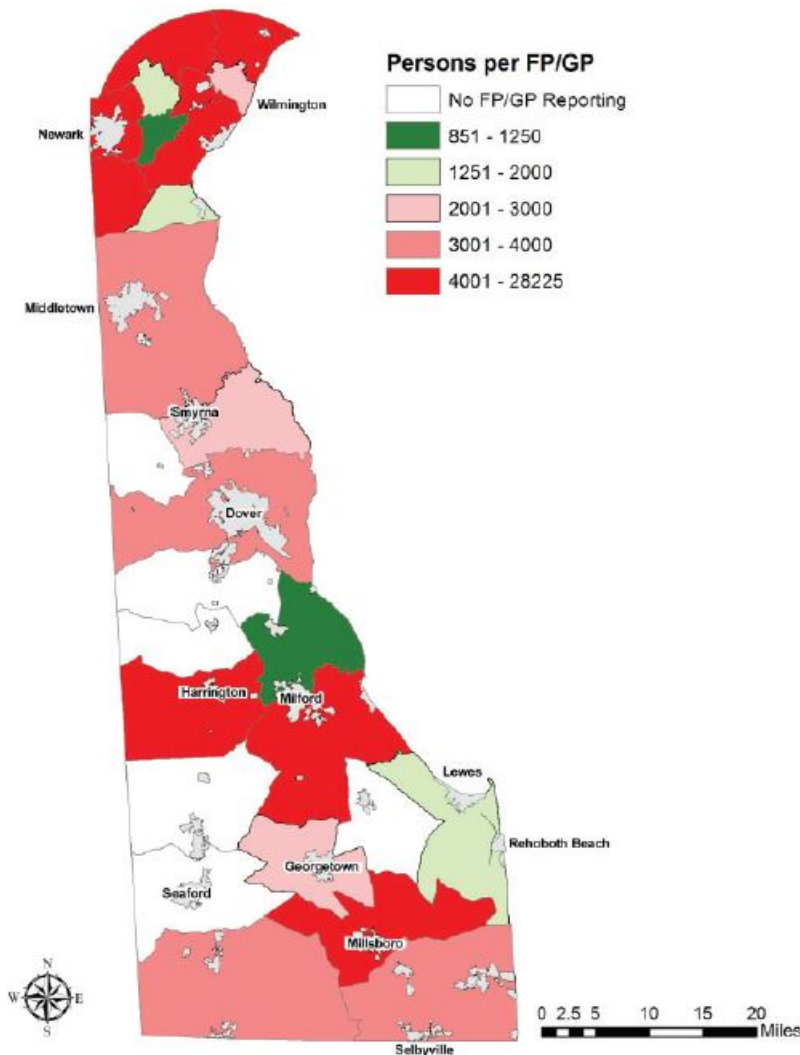 Persons per FP/GP
No FP/GP Reporting
851 - 1250
1251 - 2000
2001 - 3000
3001 - 4000
4001 - 28225
Wilmington
Newark
Middletown
Smyrna
Dover
Harrington
Milford
Lewes
Rehoboth Beach
Georgetown
Seaford
Millsboro
Selbyville
N
W E
S
0 2.5 5 10 15 20
Miles